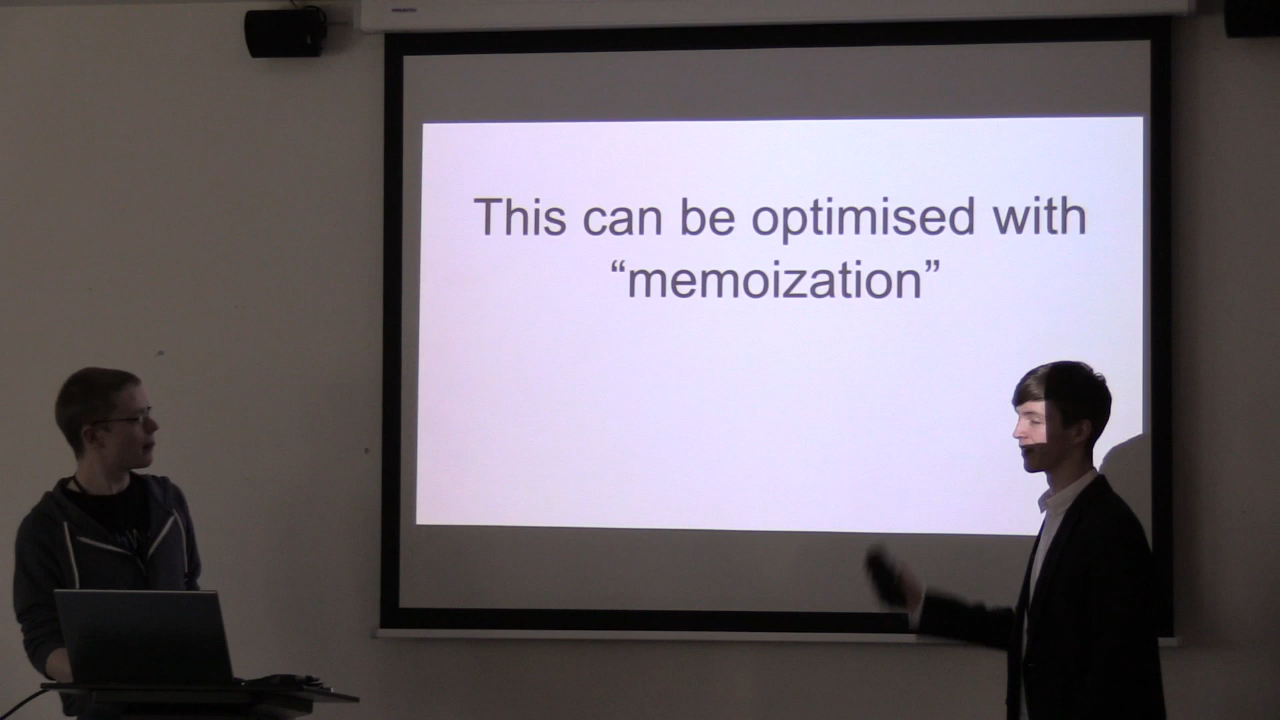 This can be optimised with
“memoization”